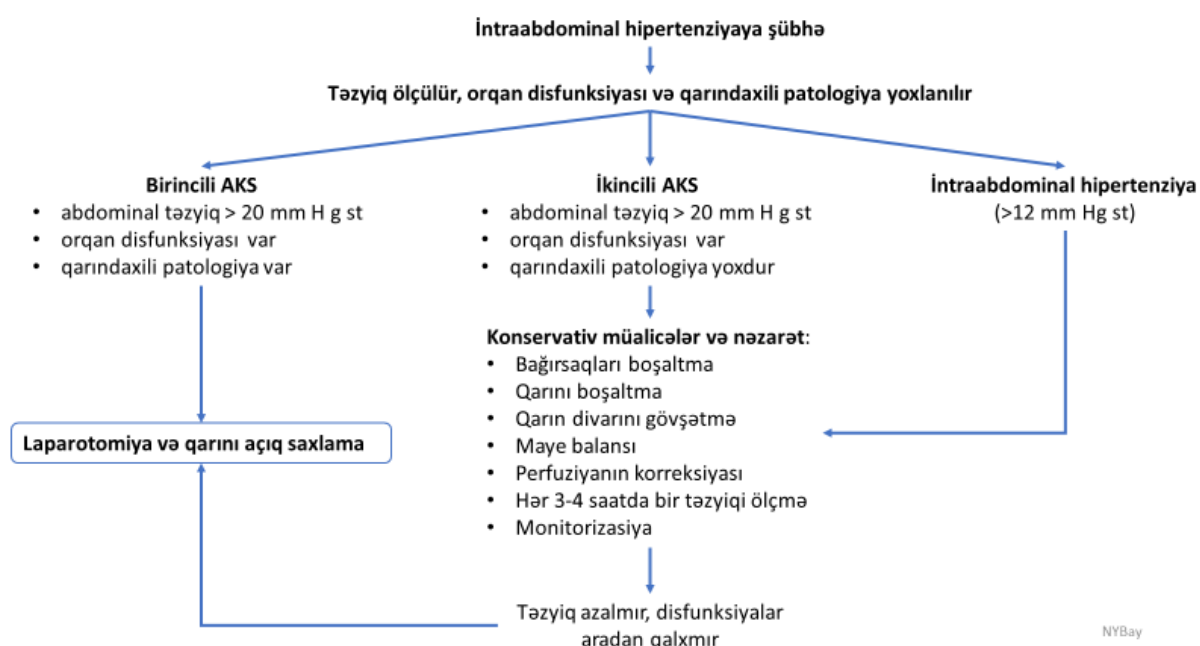 İntraabdominal hipertenziyaya şübhə
Təzyiq ölçülür, orqan disfunksiyası və qarındaxili patologiya yoxlanılır
Birincili AKS
• abdominal təzyiq > 20 mm H g st
• orqan disfunksiyası var
• qarındaxili patologiya var
İkincili AKS
• abdominal təzyiq > 20 mm H g st
• orqan disfunksiyası var
• qarındaxili patologiya yoxdur
İntraabdominal hipertenziya
(>12 mm Hg st)
Konservativ müalicələr və nəzarət:
• Bağırsaqları boşaltma
• Qarını boşaltma
• Qarın divarını gövşətmə
• Maye balansı
• Perfuziyanın korreksiyası
• Hər 3-4 saatda bir təzyiqi ölçmə
• Monitorizasiya
Laparotomiya və qarını açıq saxlama
Təzyiq azalmır, disfunksiyalar
aradan qalxmır
NYBay